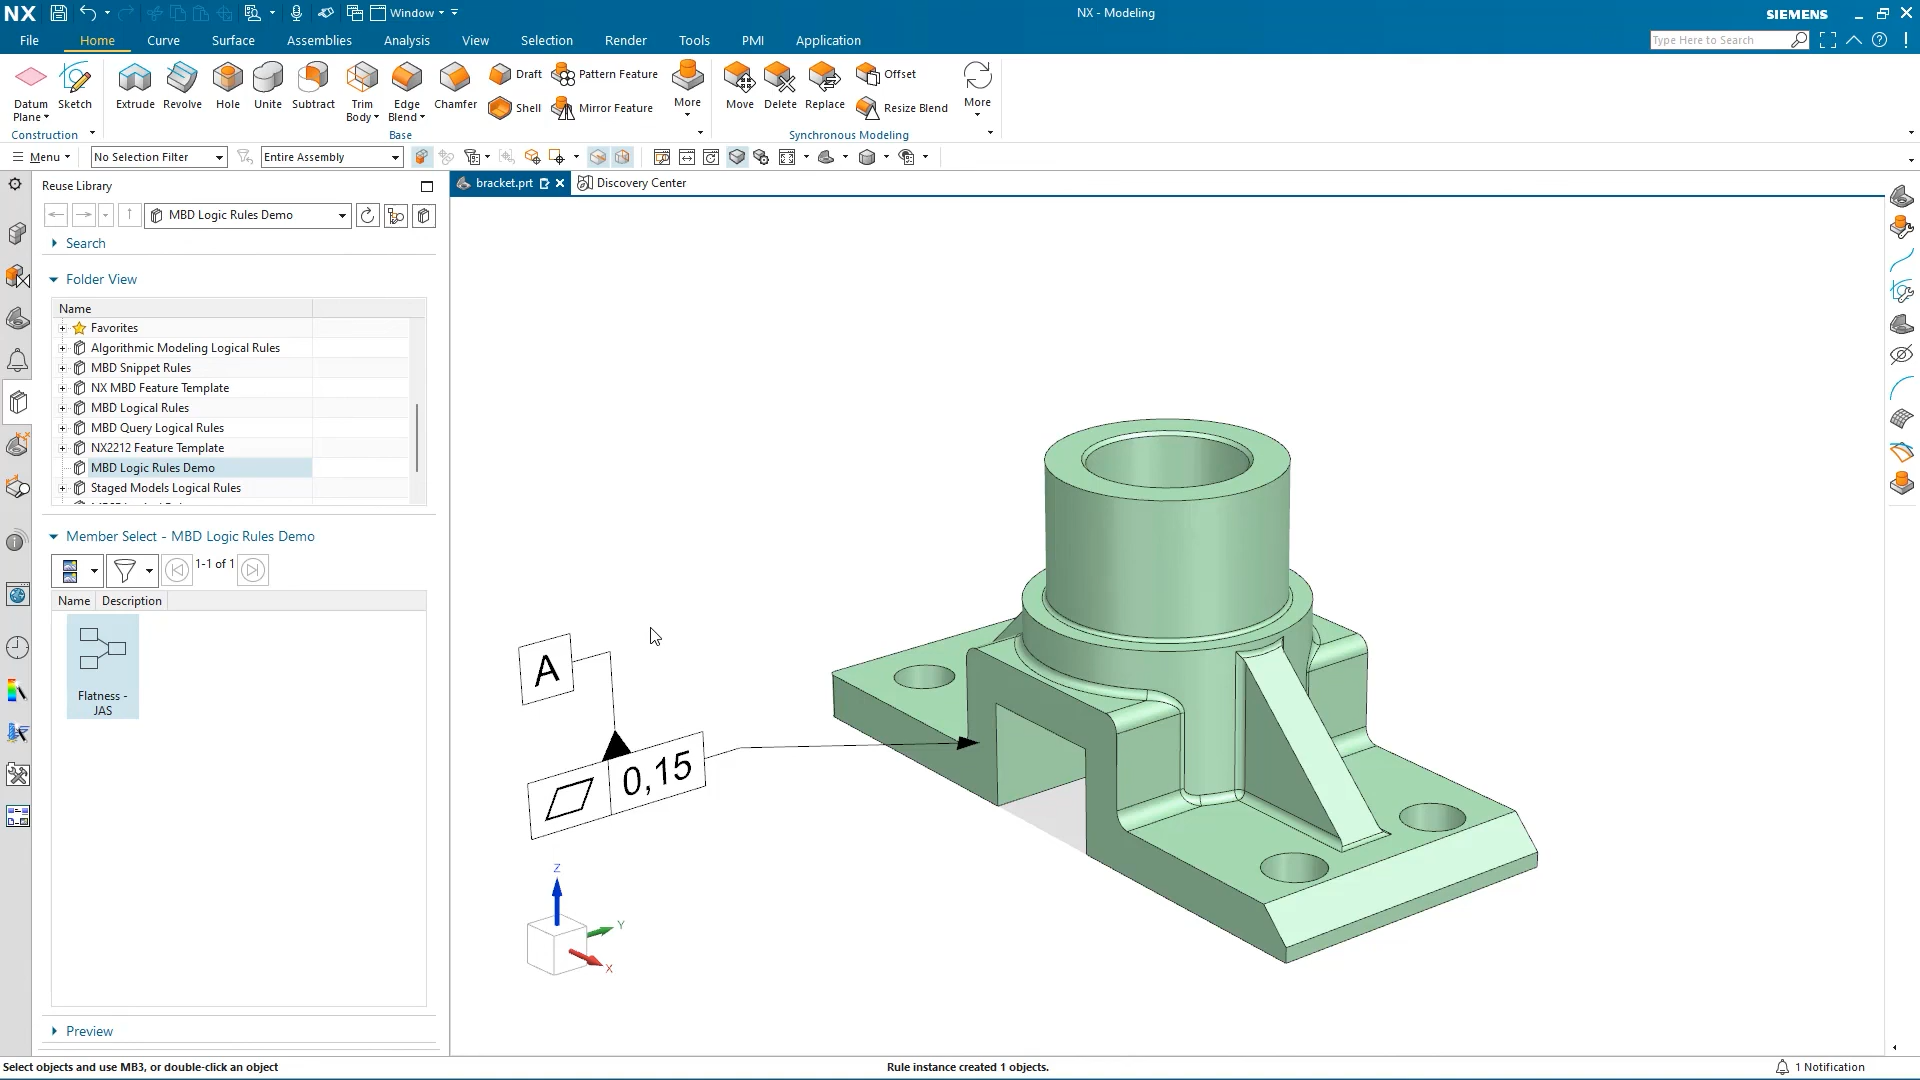 NX
Window
NX - Modeling
SIEMENS
File
Home
Curve
Surface
Assemblies
Analysis
View
Selection
Render
Tools
PMI
Application
Type Here to Search
Datum
Plane
Sketch
Extrude
Revolve
Hole
Unite
Subtract
Trim
Body
Edge
Blend
Chamfer
Draft
Shell
Pattern Feature
Mirror Feature
More
Move
Delete
Replace
Offset
Resize Blend
More
Construction
Base
Synchronous Modeling
Menu
No Selection Filter
Entire Assembly
Reuse Library
bracket.prt
Discovery Center
MBD Logic Rules Demo
Search
Folder View
Name
Favorites
Algorithmic Modeling Logical Rules
MBD Snippet Rules
NX MBD Feature Template
MBD Logical Rules
MBD Query Logical Rules
NX2212 Feature Template
MBD Logic Rules Demo
Staged Models Logical Rules
Member Select - MBD Logic Rules Demo
1-1 of 1
Name
Description
Flatness -
JAS
A
0,15
Z
Y
X
Preview
Select objects and use MB3, or double-click an object
Rule instance created 1 objects.
1 Notification